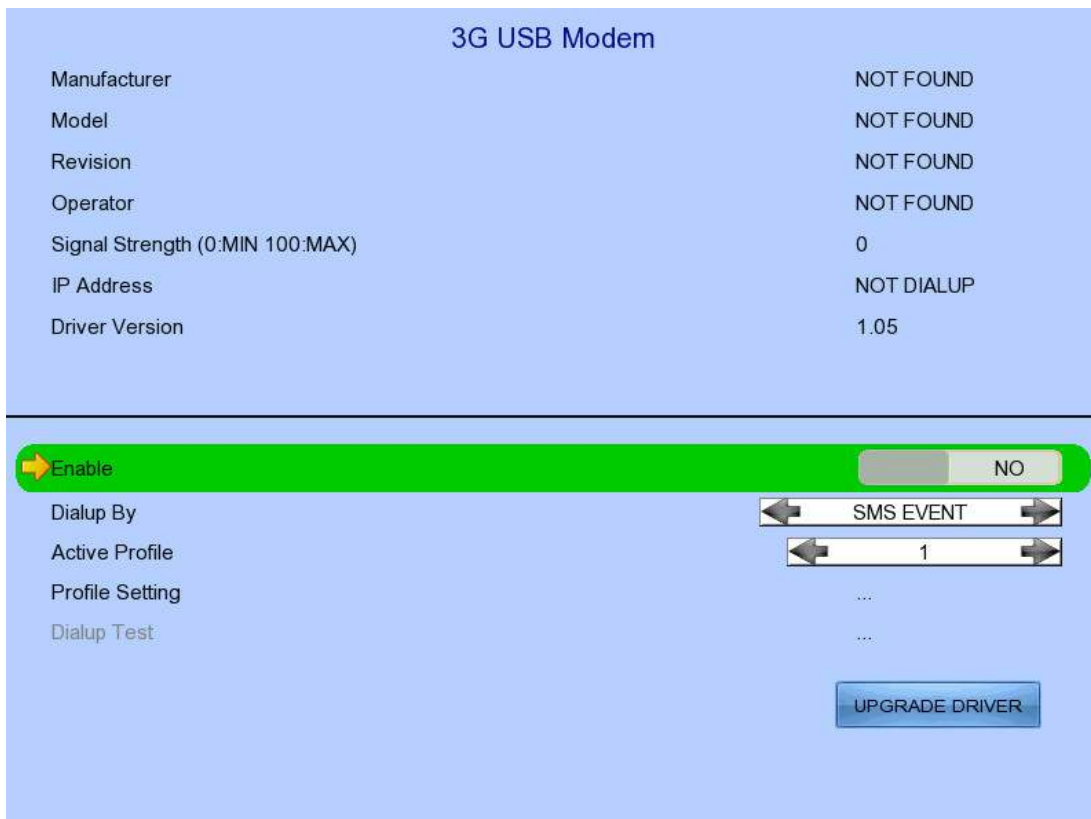 3G USB Modem
Manufacturer NOT FOUND
Model NOT FOUND
Revision NOT FOUND
Operator NOT FOUND
Signal Strength (0:MIN 100:MAX) 0
IP Address NOT DIALUP
Driver Version 1.05
Enable NO
Dialup By SMS EVENT
Active Profile 1
Profile Setting ...
Dialup Test ...
UPGRADE DRIVER